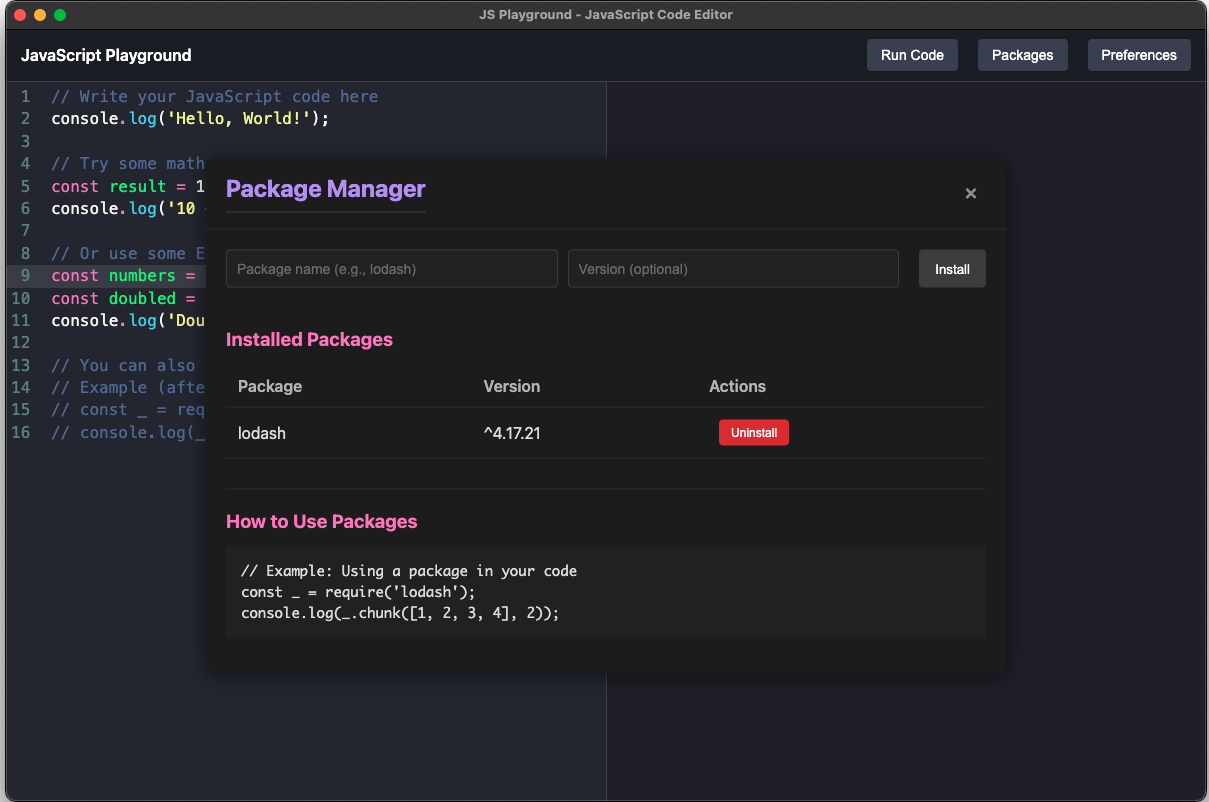 JS Playground - JavaScript Code Editor
JavaScript Playground
Run Code
Packages
Preferences
1 // Write your JavaScript code here
2 console.log('Hello, World!');
3
4 // Try some math
5 const result = 1
6 console.log('10
7
8 // Or use some E
9 const numbers =
10 const doubled =
11 console.log('Dou
12
13 // You can also
14 // Example (afte
15 // const _ = req
16 // console.log(_
Package Manager
×
Package name (e.g., lodash)
Version (optional)
Install
Installed Packages
Package Version Actions
lodash ^4.17.21 Uninstall
How to Use Packages
// Example: Using a package in your code
const _ = require('lodash');
console.log(_.chunk([1, 2, 3, 4], 2));